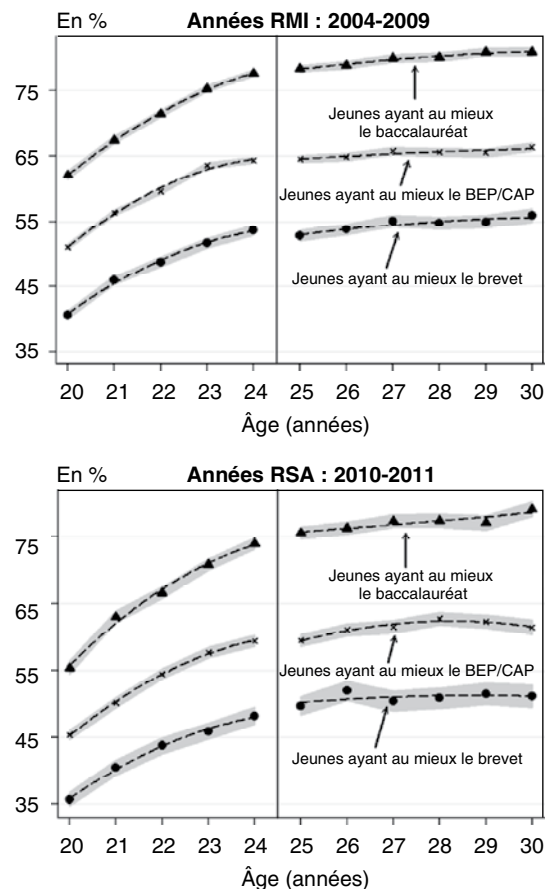 En %
Années RMI : 2004-2009
75
65
55
45
35
Jeunes ayant au mieux
le baccalauréat
Jeunes ayant au mieux le BEP/CAP
Jeunes ayant au mieux le brevet
20 21 22 23 24 25 26 27 28 29 30
Âge (années) Âge (années)
En %
Années RSA : 2010-2011
75
65
55
45
35
Jeunes ayant au mieux
le baccalauréat
Jeunes ayant au mieux le BEP/CAP
Jeunes ayant au mieux le brevet
20 21 22 23 24 25 26 27 28 29 30
Âge (années) Âge (années)